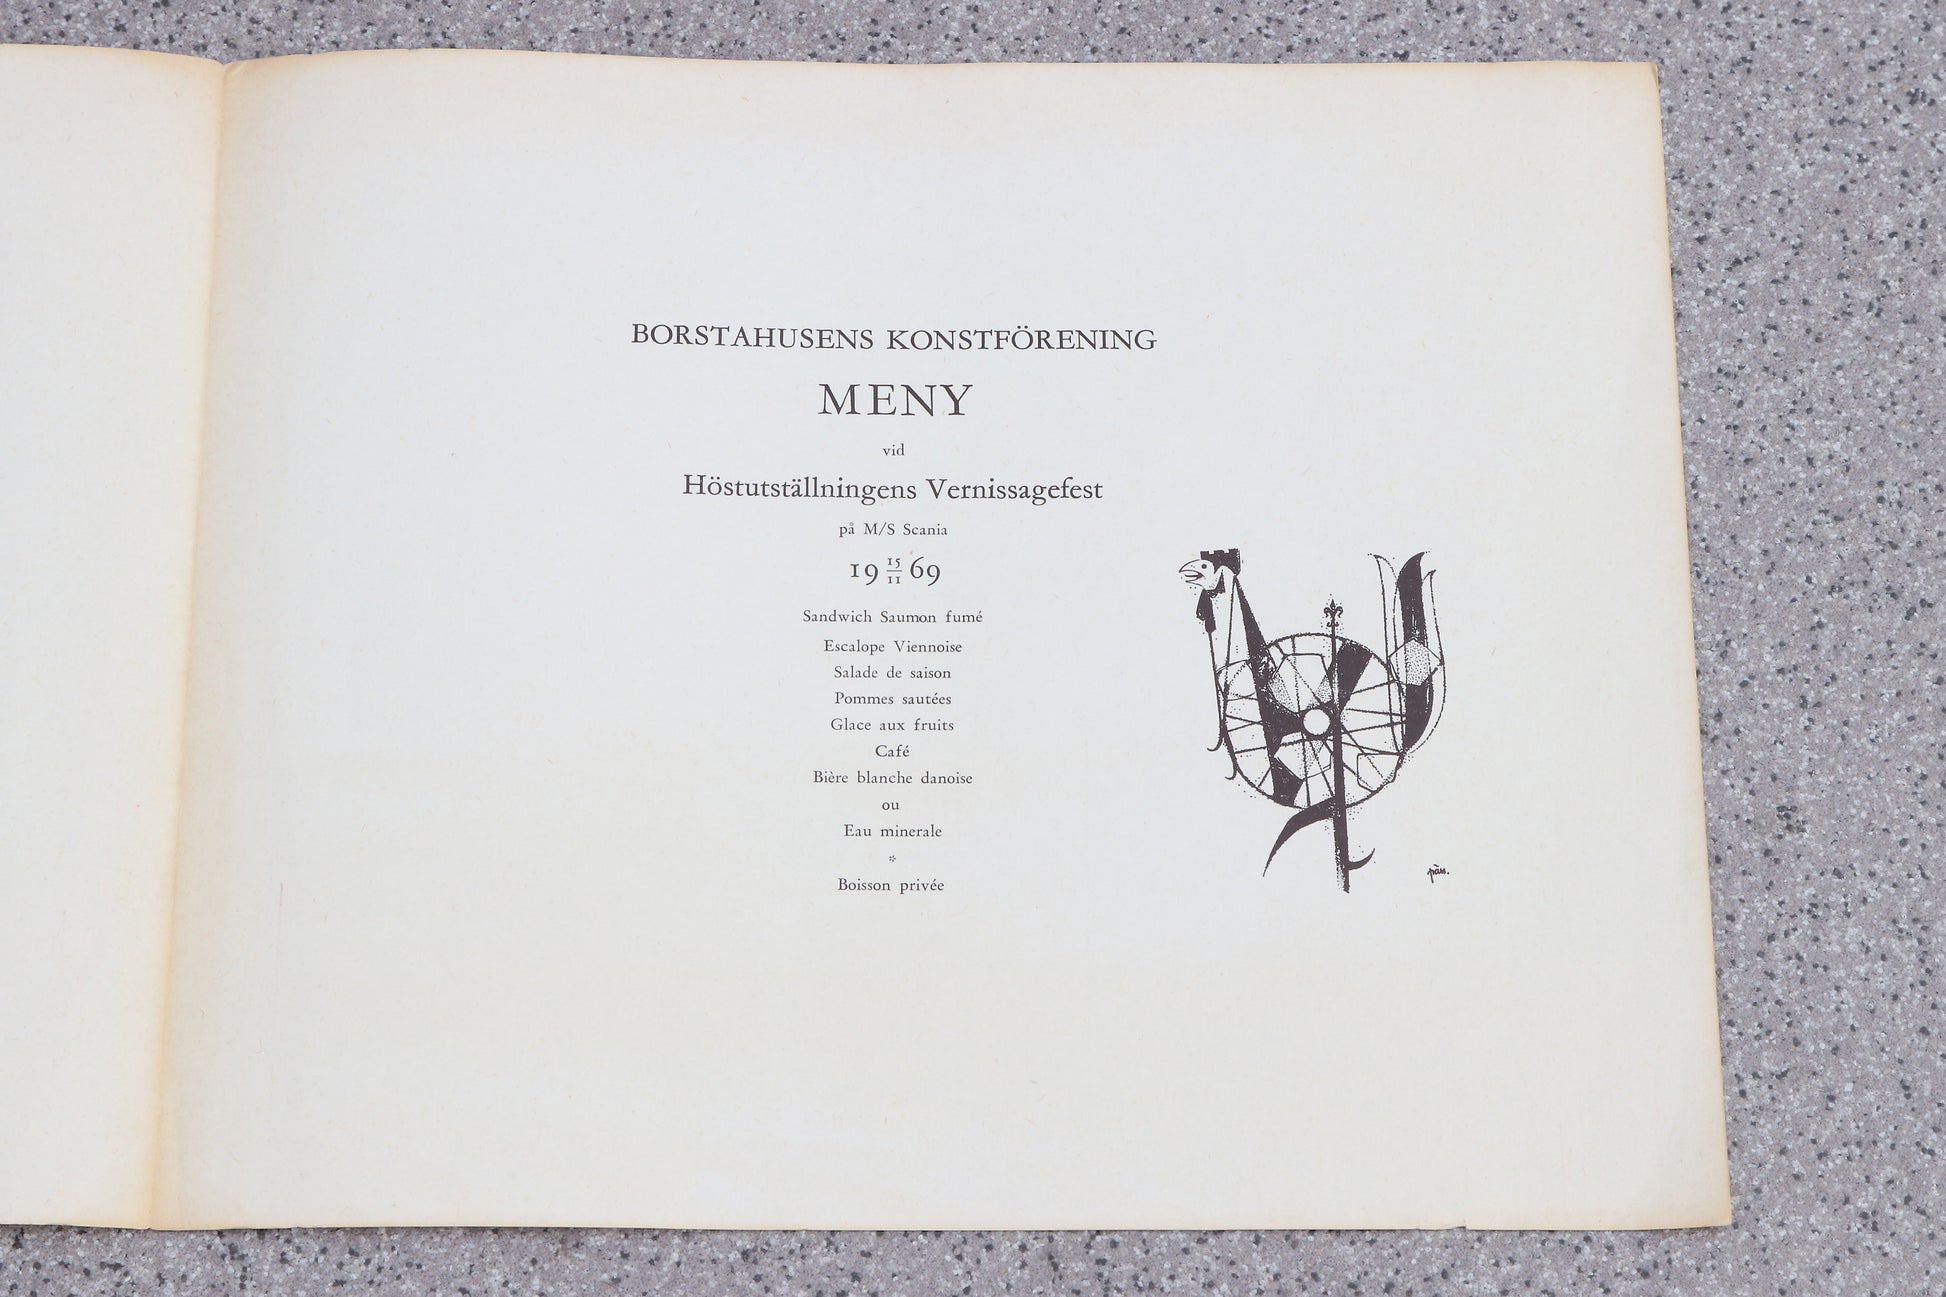 BORSTAHUSENS KONSTFÖRENING
MENY
vid
Höstutställningens Vernissagefest
på M/S Scania
19 15/11 69
Sandwich Saumon fumé
Escalope Viennoise
Salade de saison
Pommes sautées
Glace aux fruits
Café
Bière blanche danoise
ou
Eau minerale
*
Boisson privée